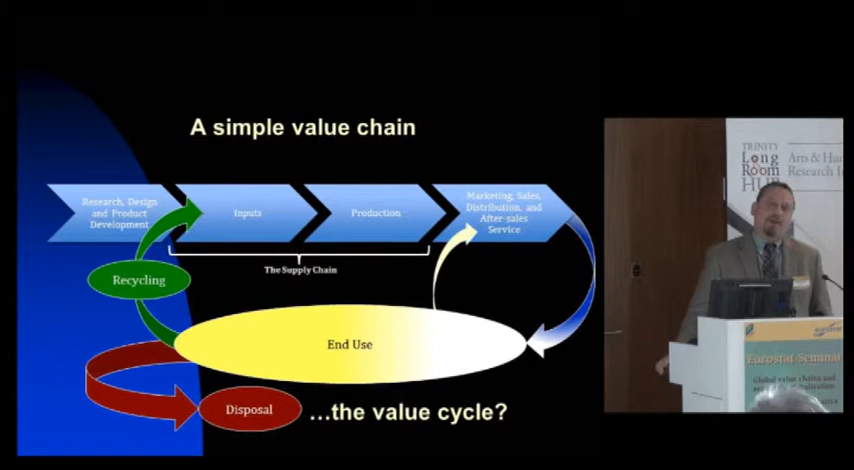 A simple value chain
Research, Design
and Product
Development
Inputs
Production
Marketing, Sales,
Distribution, and
After-sales
Service
The Supply Chain
Recycling
End Use
Disposal
...the value cycle?
TRINITY
Long
Room
HUB
Arts & Hu
Research In
Eurostat Seminar
Global value chains and